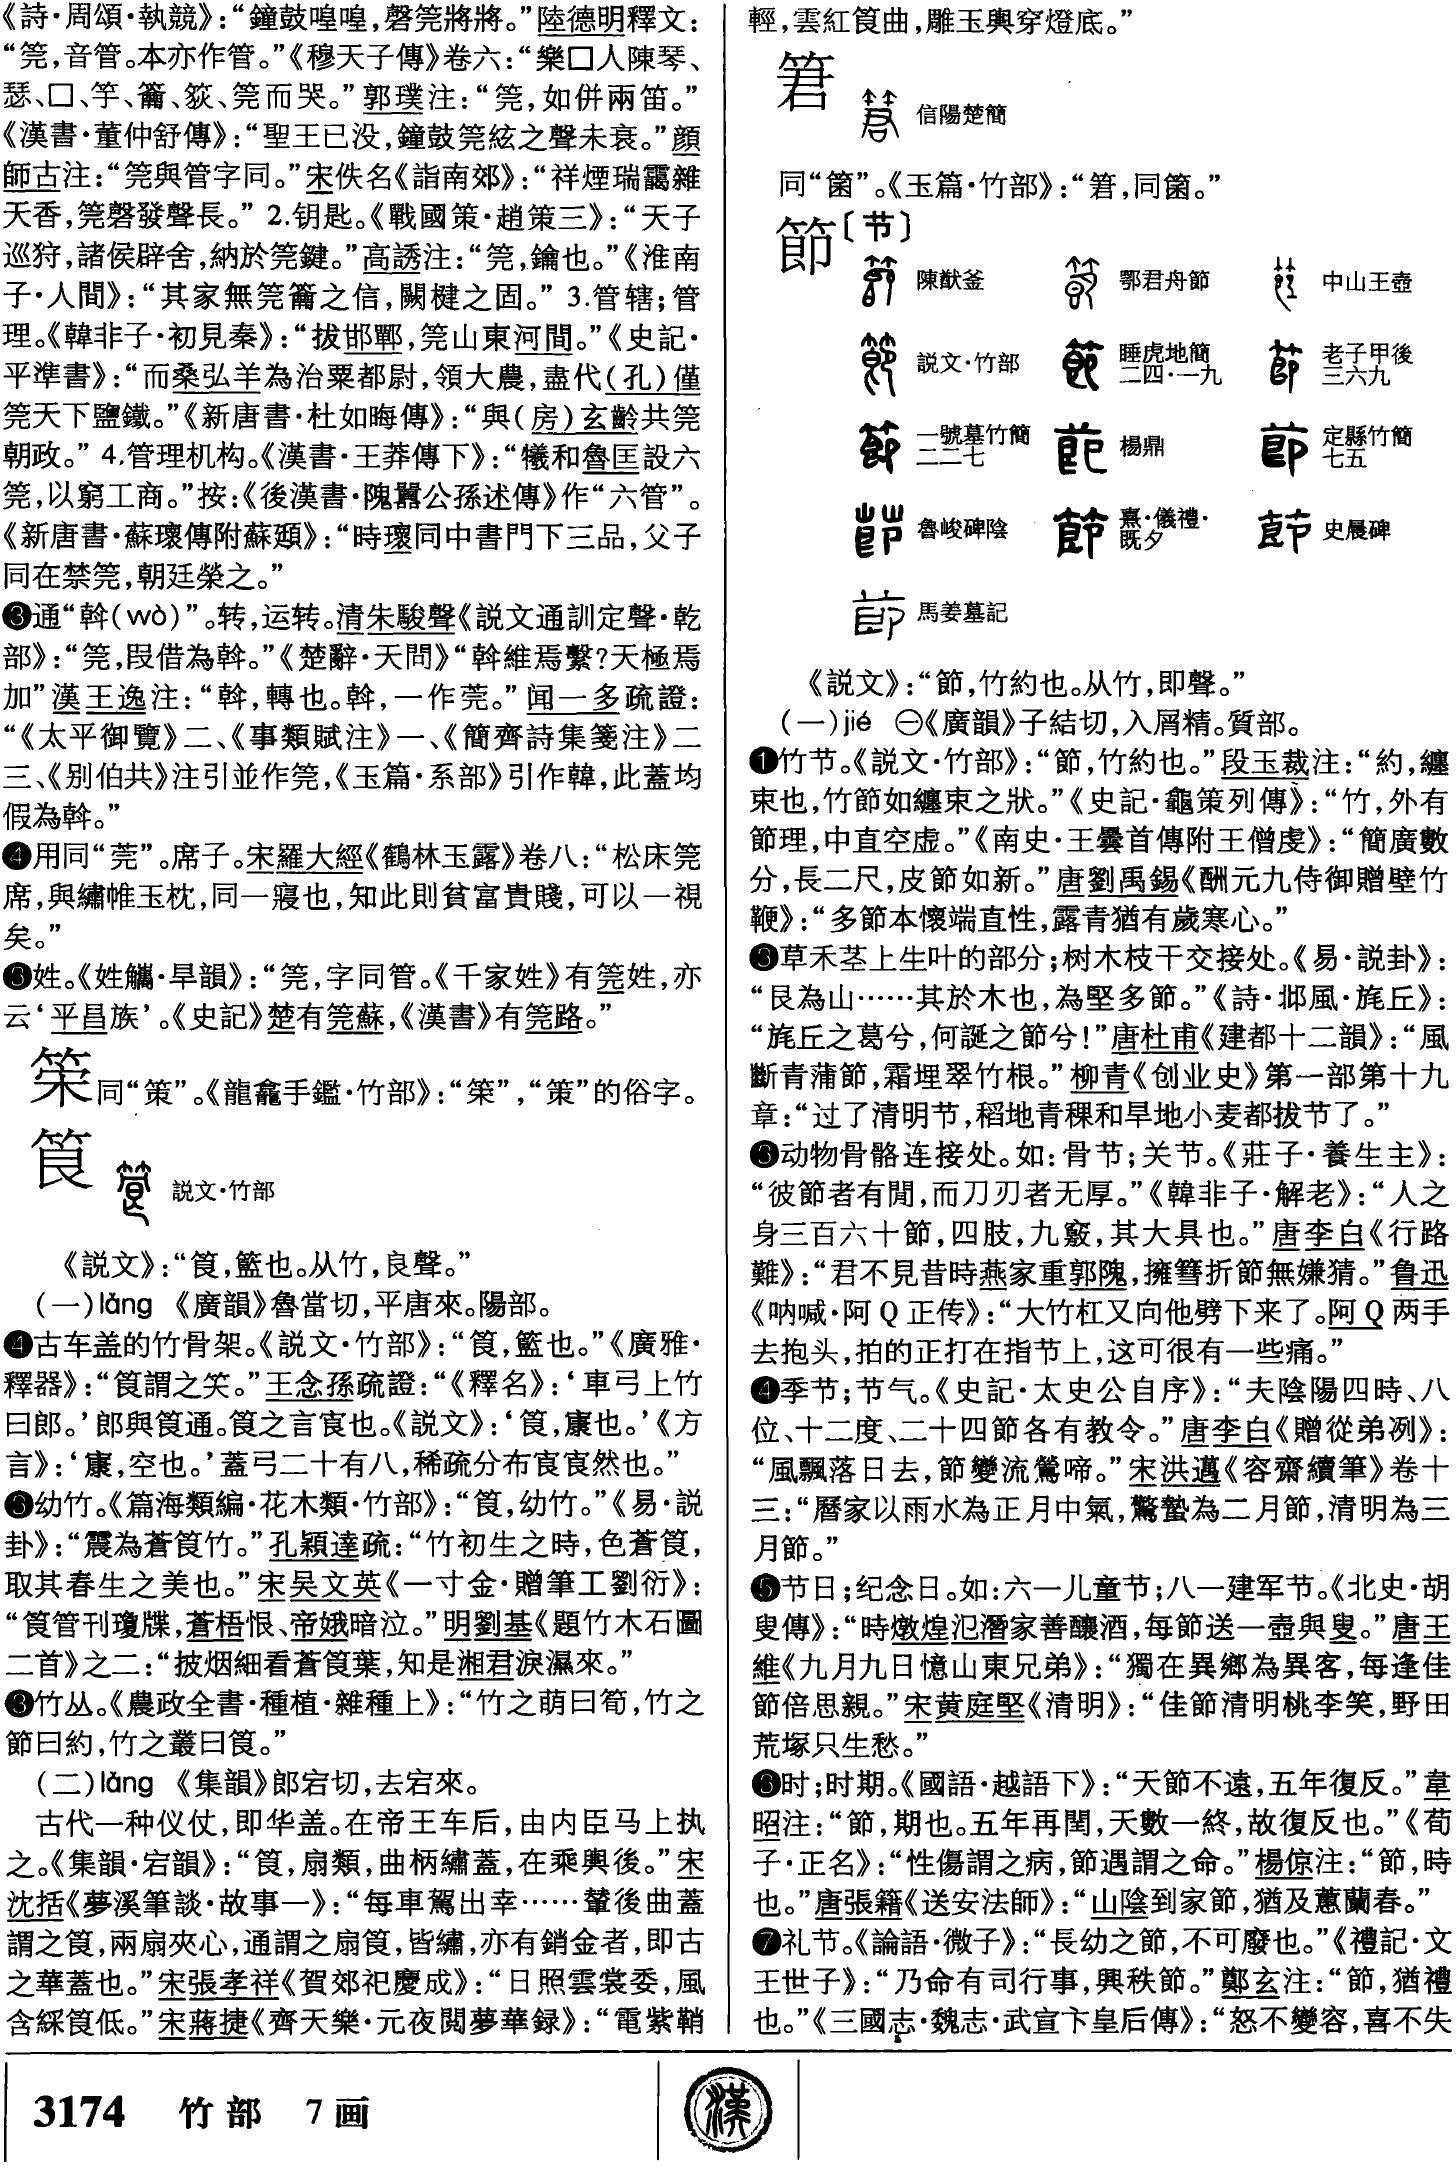 《詩·周頌·執競》：“鐘鼓喤喤，磬筦將將。”陸德明釋文：
“筦，音管。本亦作管。”《穆天子傳》卷六：“樂□人陳琴、
瑟、□、竽、籥、𥰡、筦而哭。”郭璞注：“筦，如併兩笛。”
《漢書·董仲舒傳》：“聖王已没，鐘鼓筦絃之聲未衰。”顔
師古注：“筦與管字同。”宋佚名《詣南郊》：“祥煙瑞靄雜
天香，筦磬發聲長。” 2.钥匙。《戰國策·趙策三》：“天子
巡狩，諸侯辟舍，納於筦鍵。”高誘注：“筦，鑰也。”《淮南
子·人間》：“其家無筦籥之信，關楗之固。” 3.管辖；管
理。《韓非子·初見秦》：“拔邯鄲，筦山東河間。”《史記·
平準書》：“而桑弘羊為治粟都尉，領大農，盡代(孔)僅
筦天下鹽鐵。”《新唐書·杜如晦傳》：“與(房)玄齡共筦
朝政。” 4.管理机构。《漢書·王莽傳下》：“犧和魯匡設六
筦，以窮工商。”按：《後漢書·隗囂公孫述傳》作“六管”。
《新唐書·蘇瓌傳附蘇頲》：“時瓌同中書門下三品，父子
同在禁筦，朝廷榮之。”
❸通“斡(wò)”。转，运转。清朱駿聲《説文通訓定聲·乾
部》：“筦，叚借為斡。”《楚辭·天問》“斡維焉繫？天極焉
加”漢王逸注：“斡，轉也。斡，一作莞。”闻一多疏證：
“《太平御覽》二、《事類賦注》一、《簡齊詩集箋注》二
三、《别伯共》注引並作筦，《玉篇·系部》引作韓，此蓋均
假為斡。”
❹用同“莞”。席子。宋羅大經《鶴林玉露》卷八：“松床筦
席，與繡帷玉枕，同一寢也，知此則貧富貴賤，可以一視
矣。”
❺姓。《姓觿·旱韻》：“筦，字同管。《千家姓》有筦姓，亦
云‘平昌族’。《史記》楚有筦蘇，《漢書》有筦路。”
筞同“策”。《龍龕手鑑·竹部》：“筞”，“策”的俗字。
筤 説文·竹部
《説文》：“筤，籃也。从竹，良聲。”
(一)láng 《廣韻》魯當切，平唐來。陽部。
❶古车盖的竹骨架。《説文·竹部》：“筤，籃也。”《廣雅·
釋器》：“筤謂之笑。”王念孫疏證：“《釋名》：‘車弓上竹
曰郎。’郎與筤通。筤之言㝗也。《説文》：‘筤，㝩也。’《方
言》：‘㝩，空也。’蓋弓二十有八，稀疏分布㝗㝗然也。”
❷幼竹。《篇海類編·花木類·竹部》：“筤，幼竹。”《易·説
卦》：“震為蒼筤竹。”孔穎達疏：“竹初生之時，色蒼筤，
取其春生之美也。”宋吴文英《一寸金·贈筆工劉衍》：
“筤管刊瓊牒，蒼梧恨、帝娥暗泣。”明劉基《題竹木石圖
二首》之二：“披烟細看蒼筤葉，知是湘君淚濕來。”
❸竹丛。《農政全書·種植·雜種上》：“竹之萌曰筍，竹之
節曰約，竹之叢曰筤。”
(二)làng 《集韻》郎宕切，去宕來。
古代一种仪仗，即华盖。在帝王车后，由内臣马上执
之。《集韻·宕韻》：“筤，扇類，曲柄繡蓋，在乘輿後。”宋
沈括《夢溪筆談·故事一》：“每車駕出幸……輦後曲蓋
謂之筤，兩扇夾心，通謂之扇筤，皆繡，亦有銷金者，即古
之華蓋也。”宋張孝祥《賀郊祀慶成》：“日照雲裳委，風
含綵筤低。”宋蔣捷《齊天樂·元夜閲夢華録》：“電紫鞘
輕，雲紅筤曲，雕玉輿穿燈底。”
箬 信陽楚簡
同“箘”。《玉篇·竹部》：“䇹，同箘。”
節〔节〕
陳猷釜 鄂君舟節 中山王壺
説文·竹部 睡虎地簡二四·一九 老子甲後三六九
一號墓竹簡二二七 楊鼎 定縣竹簡七五
魯峻碑陰 熹·儀禮·既夕 史晨碑
馬姜墓記
《説文》：“節，竹約也。从竹，即聲。”
(一)jié ㊀《廣韻》子結切，入屑精。質部。
❶竹节。《説文·竹部》：“節，竹約也。”段玉裁注：“約，纏
束也，竹節如纏束之狀。”《史記·龜策列傳》：“竹，外有
節理，中直空虚。”《南史·王曇首傳附王僧虔》：“簡廣數
分，長二尺，皮節如新。”唐劉禹錫《酬元九侍御贈壁竹
鞭》：“多節本懷端直性，露青猶有歲寒心。”
❷草禾茎上生叶的部分；树木枝干交接处。《易·説卦》：
“艮為山……其於木也，為堅多節。”《詩·邶風·旄丘》：
“旄丘之葛兮，何誕之節兮！”唐杜甫《建都十二韻》：“風
斷青蒲節，霜埋翠竹根。”柳青《创业史》第一部第十九
章：“过了清明节，稻地青稞和旱地小麦都拔节了。”
❸动物骨骼连接处。如：骨节；关节。《莊子·養生主》：
“彼節者有閒，而刀刃者无厚。”《韓非子·解老》：“人之
身三百六十節，四肢，九竅，其大具也。”唐李白《行路
難》：“君不見昔時燕家重郭隗，擁篲折節無嫌猜。”鲁迅
《呐喊·阿Q正传》：“大竹杠又向他劈下来了。阿Q两手
去抱头，拍的正打在指节上，这可很有一些痛。”
❹季节；节气。《史記·太史公自序》：“夫陰陽四時、八
位、十二度、二十四節各有教令。”唐李白《贈從弟冽》：
“風飄落日去，節變流鶯啼。”宋洪邁《容齋續筆》卷十
三：“曆家以雨水為正月中氣，驚蟄為二月節，清明為三
月節。”
❺节日；纪念日。如：六一儿童节；八一建军节。《北史·胡
叟傳》：“時燉煌氾潛家善釀酒，每節送一壺與叟。”唐王
維《九月九日憶山東兄弟》：“獨在異鄉為異客，每逢佳
節倍思親。”宋黄庭堅《清明》：“佳節清明桃李笑，野田
荒塚只生愁。”
❻时；时期。《國語·越語下》：“天節不遠，五年復反。”韋
昭注：“節，期也。五年再閏，天數一終，故復反也。”《荀
子·正名》：“性傷謂之病，節遇謂之命。”楊倞注：“節，時
也。”唐張籍《送安法師》：“山陰到家節，猶及蕙蘭春。”
❼礼节。《論語·微子》：“長幼之節，不可廢也。”《禮記·文
王世子》：“乃命有司行事，興秩節。”鄭玄注：“節，猶禮
也。”《三國志·魏志·武宣卞皇后傳》：“怒不變容，喜不失
3174 竹部 7画
漢